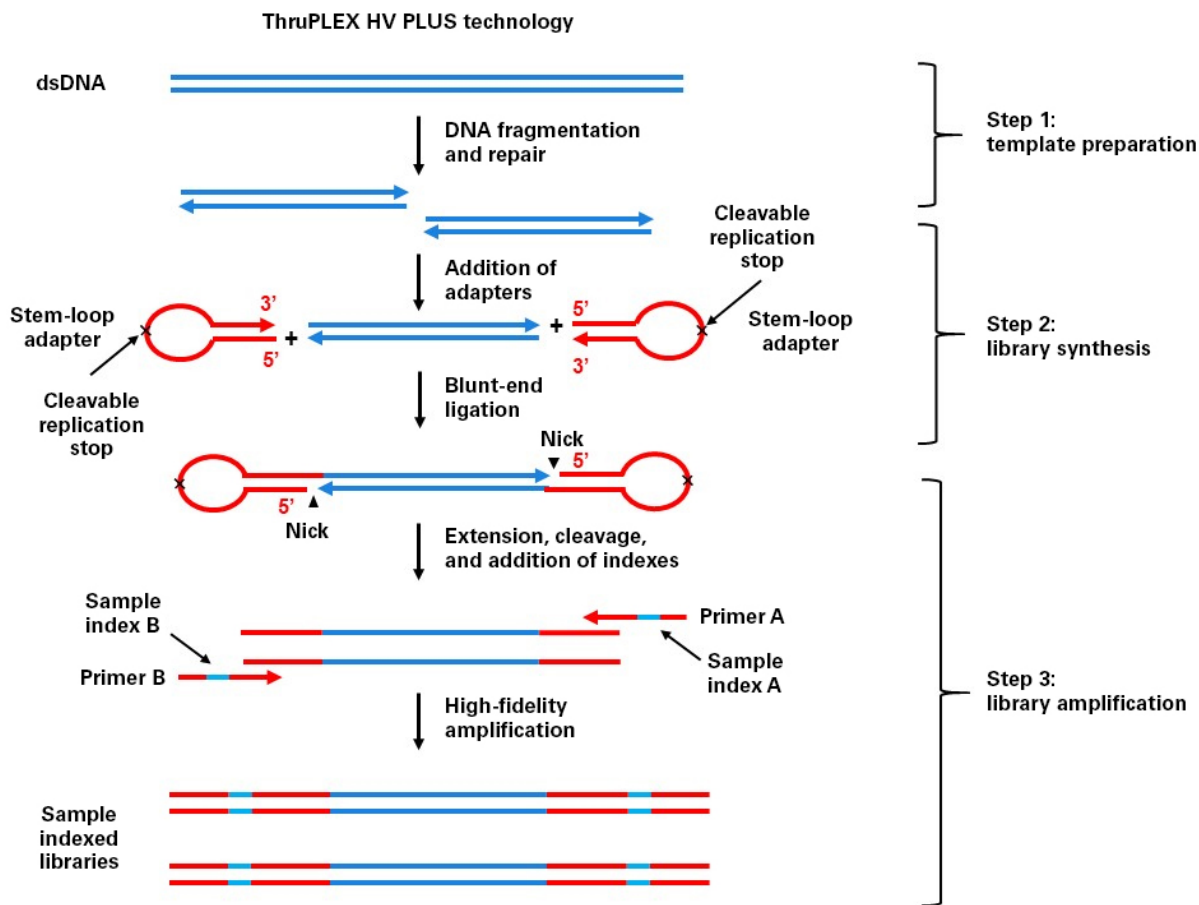 ThruPLEX HV PLUS technology
dsDNA
DNA fragmentation
and repair
Step 1:
template preparation
Cleavable
replication
stop
Addition of
adapters
Stem-loop
adapter
3’
5’
+
+
5’
3’
Stem-loop
adapter
Step 2:
library synthesis
Cleavable
replication
stop
Blunt-end
ligation
Nick
5’
5’
Nick
Extension, cleavage,
and addition of indexes
Sample
index B
Primer B
Primer A
Sample
index A
Step 3:
library amplification
High-fidelity
amplification
Sample
indexed
libraries